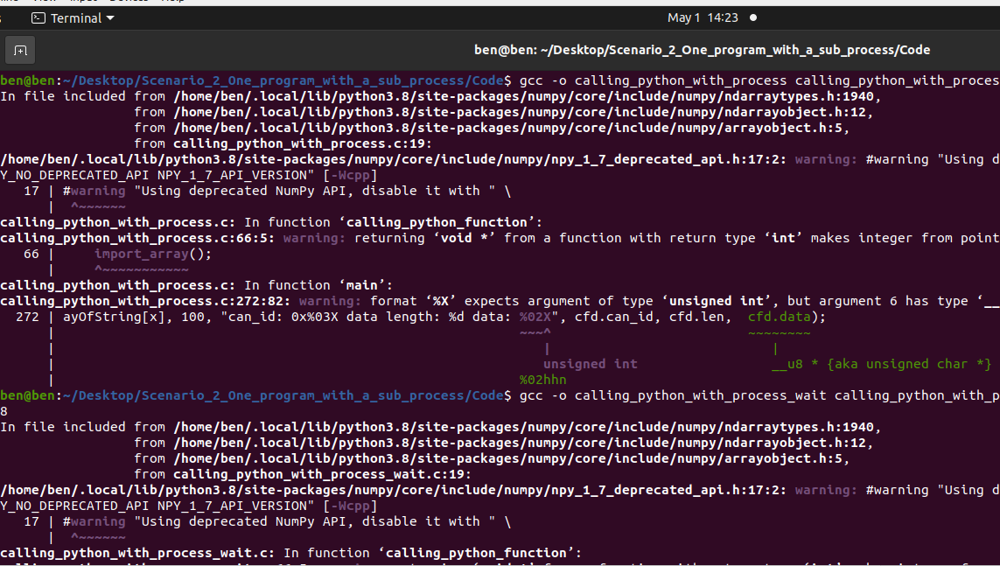 Terminal
May 1 14:23
ben@ben: ~/Desktop/Scenario_2_One_program_with_a_sub_process/Code
ben@ben:~/Desktop/Scenario_2_One_program_with_a_sub_process/Code$ gcc -o calling_python_with_process calling_python_with_proces
In file included from /home/ben/.local/lib/python3.8/site-packages/numpy/core/include/numpy/ndarraytypes.h:1940,
from /home/ben/.local/lib/python3.8/site-packages/numpy/core/include/numpy/ndarrayobject.h:12,
from /home/ben/.local/lib/python3.8/site-packages/numpy/core/include/numpy/arrayobject.h:5,
from calling_python_with_process.c:19:
/home/ben/.local/lib/python3.8/site-packages/numpy/core/include/numpy/npy_1_7_deprecated_api.h:17:2: warning: #warning "Using d
Y_NO_DEPRECATED_API NPY_1_7_API_VERSION" [-Wcpp]
17 | #warning "Using deprecated NumPy API, disable it with " \
| ^~~~~~~
calling_python_with_process.c: In function ‘calling_python_function’:
calling_python_with_process.c:66:5: warning: returning ‘void *’ from a function with return type ‘int’ makes integer from point
66 | import_array();
| ^~~~~~~~~~~~
calling_python_with_process.c: In function ‘main’:
calling_python_with_process.c:272:82: warning: format ‘%X’ expects argument of type ‘unsigned int’, but argument 6 has type ‘__
272 | ayOfString[x], 100, "can_id: 0x%03X data length: %d data: %02X", cfd.can_id, cfd.len, cfd.data);
| ~~~^ ~~~~~~~~
| | |
| unsigned int __u8 * {aka unsigned char *}
| %02hhn
ben@ben:~/Desktop/Scenario_2_One_program_with_a_sub_process/Code$ gcc -o calling_python_with_process_wait calling_python_with_p
8
In file included from /home/ben/.local/lib/python3.8/site-packages/numpy/core/include/numpy/ndarraytypes.h:1940,
from /home/ben/.local/lib/python3.8/site-packages/numpy/core/include/numpy/ndarrayobject.h:12,
from /home/ben/.local/lib/python3.8/site-packages/numpy/core/include/numpy/arrayobject.h:5,
from calling_python_with_process_wait.c:19:
/home/ben/.local/lib/python3.8/site-packages/numpy/core/include/numpy/npy_1_7_deprecated_api.h:17:2: warning: #warning "Using d
Y_NO_DEPRECATED_API NPY_1_7_API_VERSION" [-Wcpp]
17 | #warning "Using deprecated NumPy API, disable it with " \
| ^~~~~~~
calling_python_with_process_wait.c: In function ‘calling_python_function’: